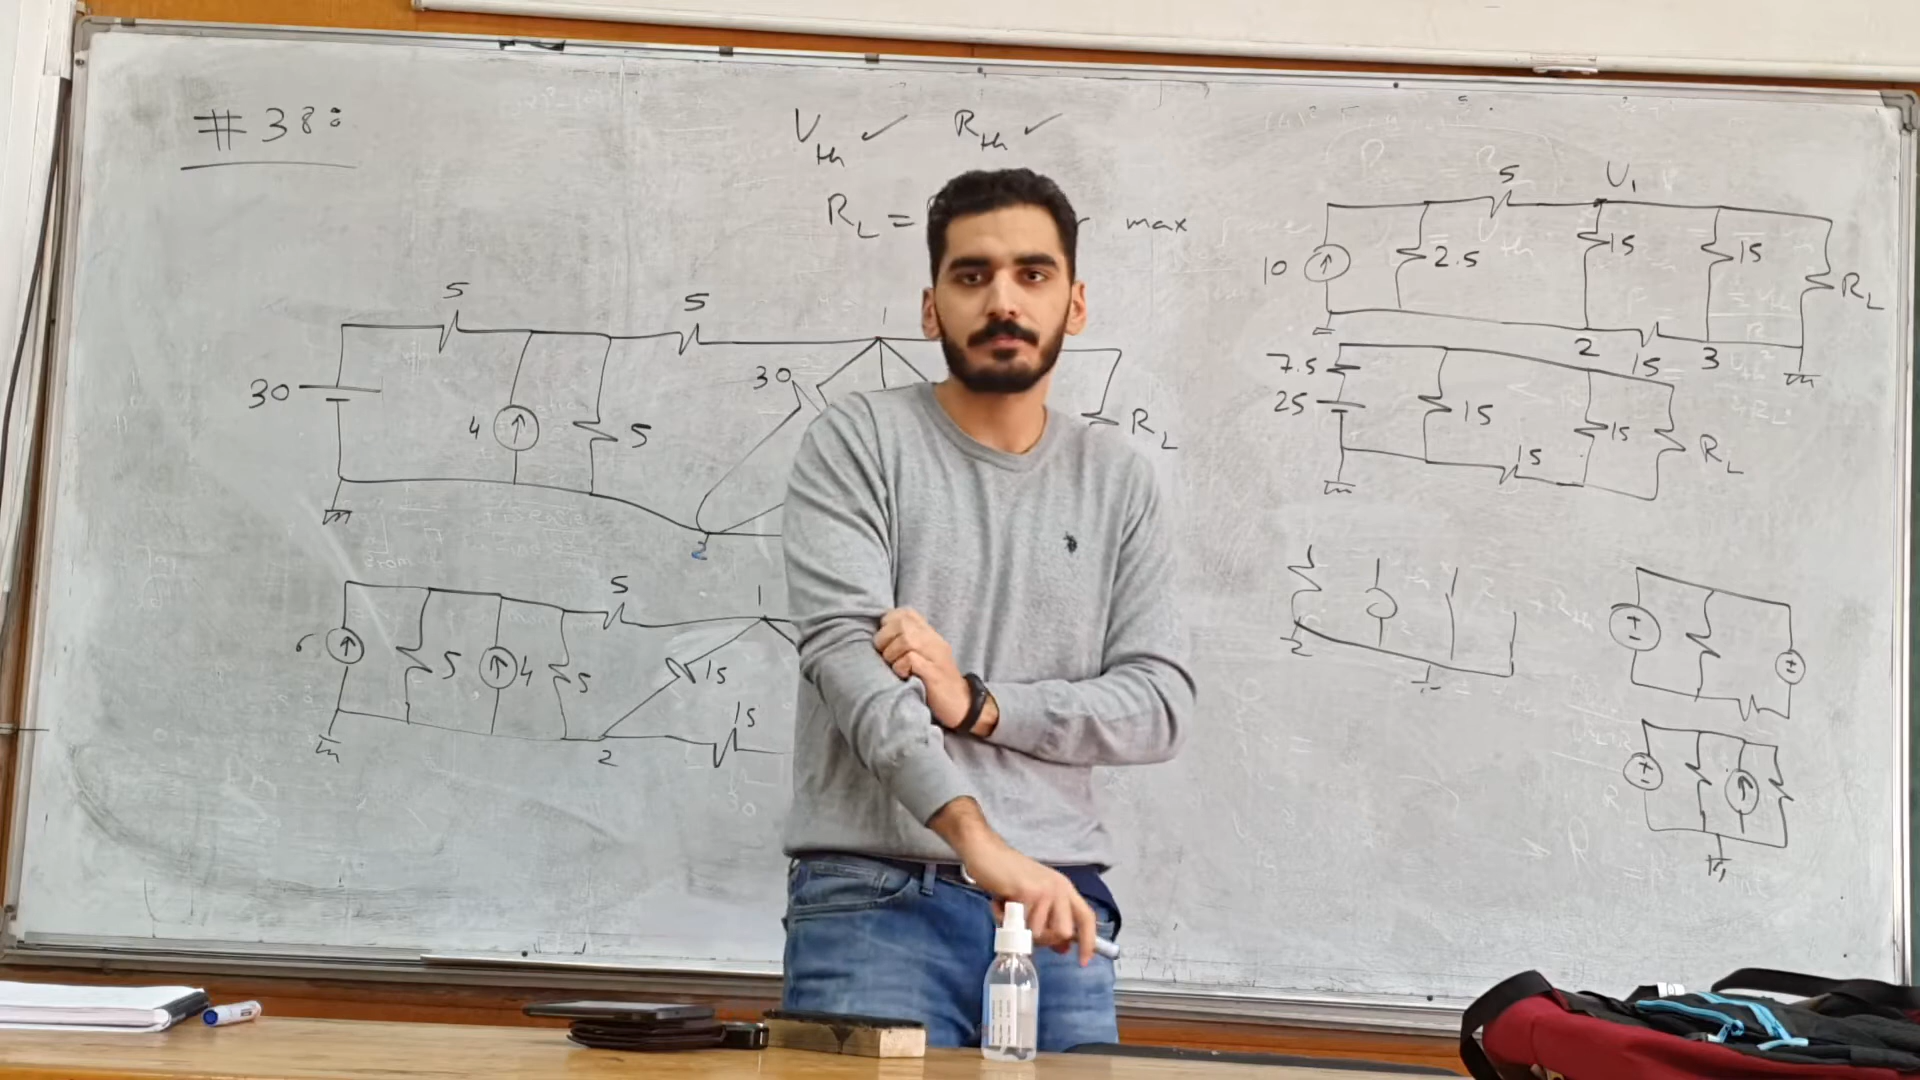 # 38:
V_th ✓ R_th ✓
R_L = max
5 5 1
30
30
4 5
R_L
2
5 1
6 5 4 5
15
15
2
5 V_1
10 2.5 15 15 R_L
2 15 3
7.5
25 15 15 R_L
15
2